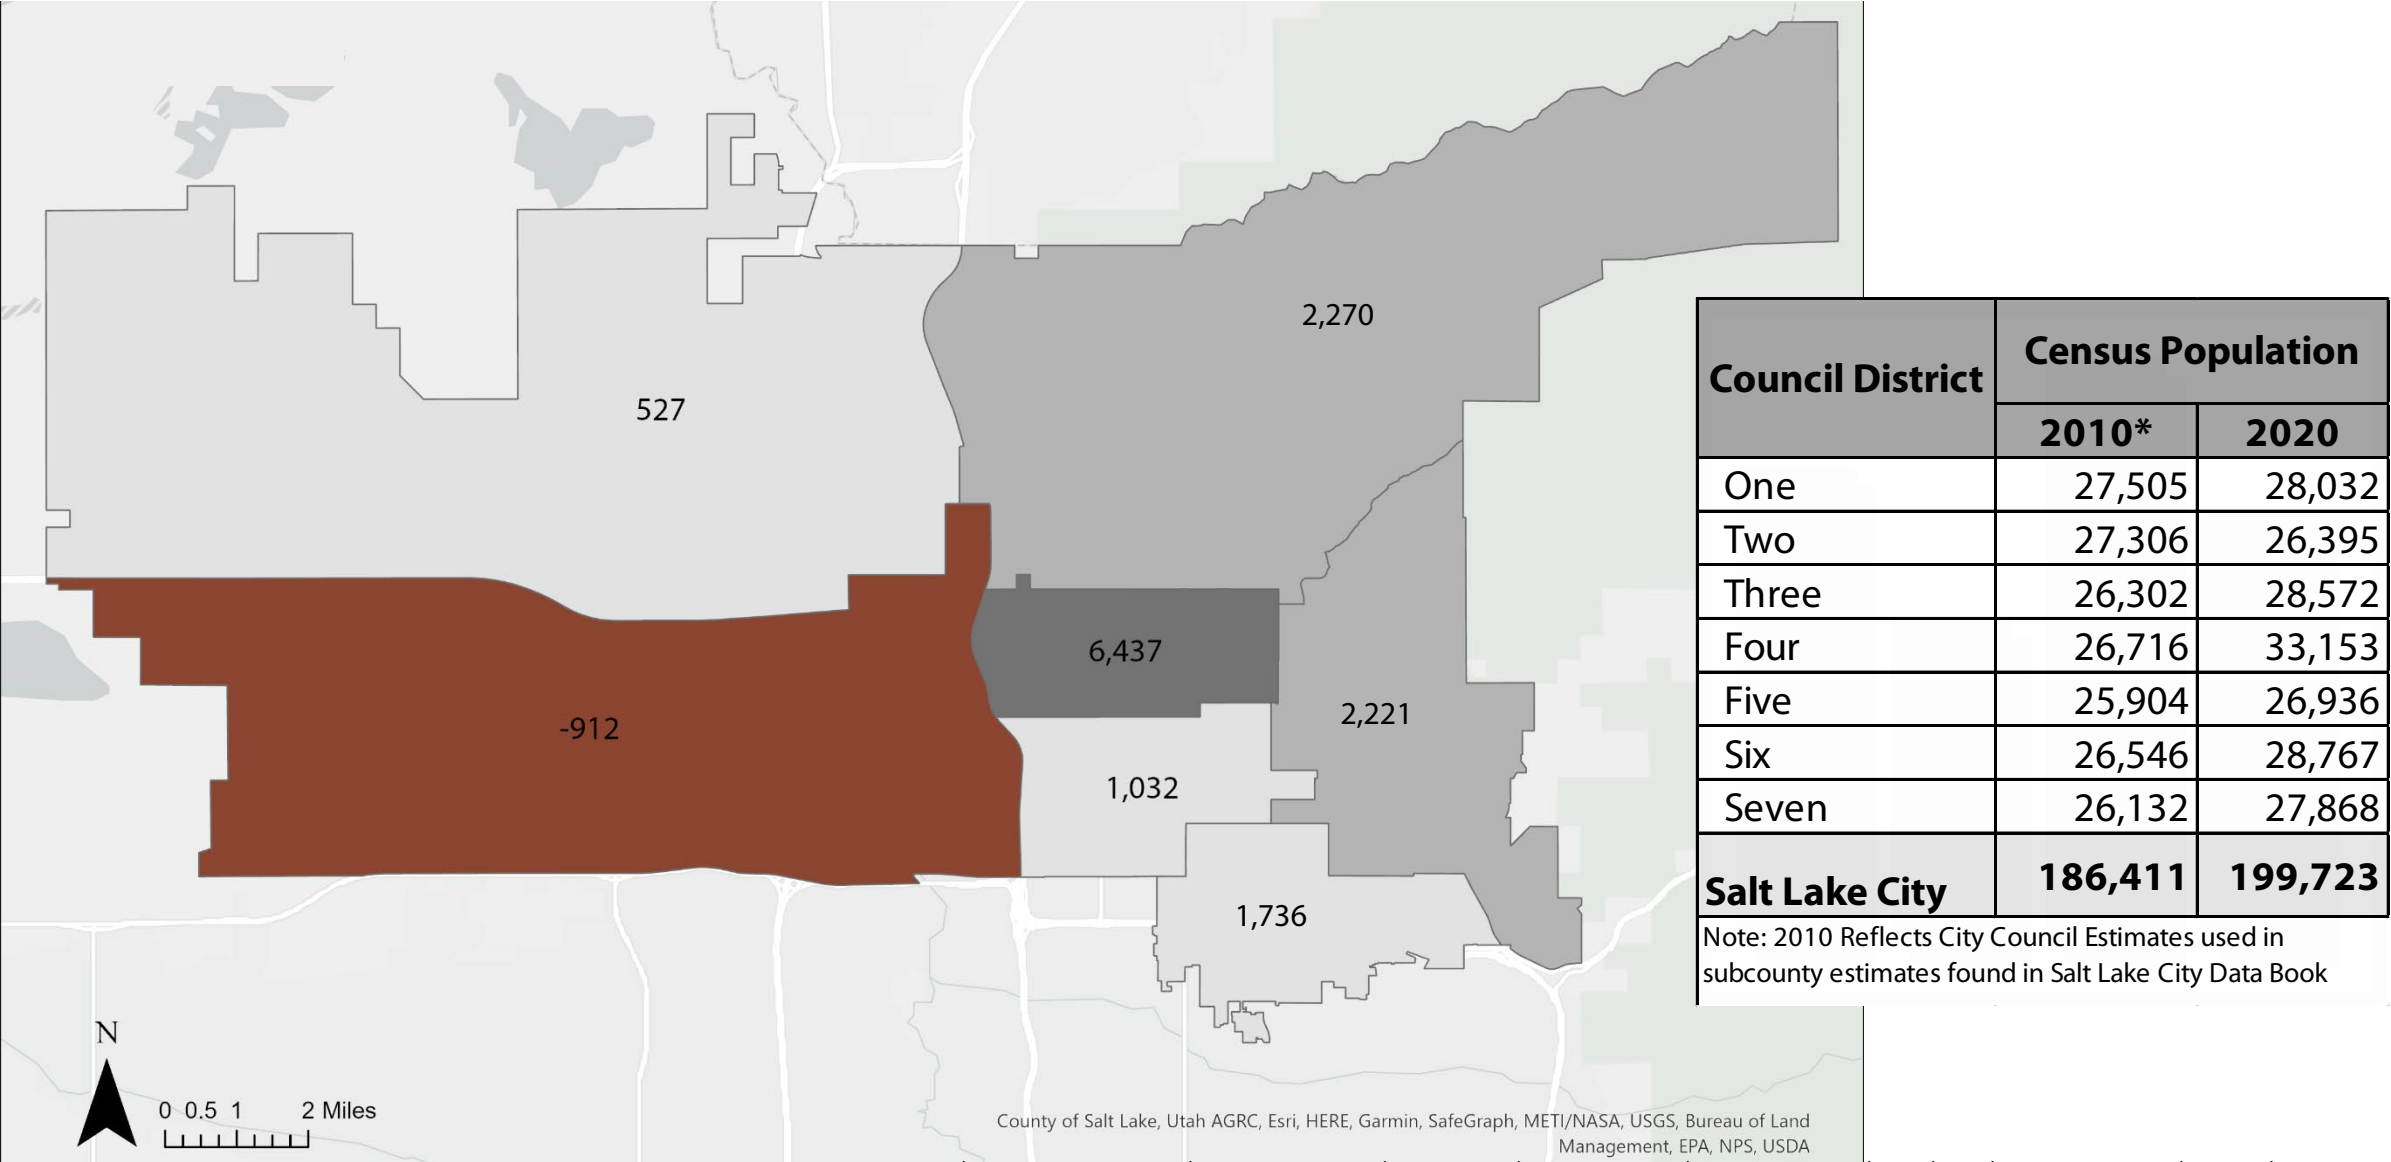 2,270
527
6,437
2,221
-912
1,032
1,736
N
0 0.5 1 2 Miles
County of Salt Lake, Utah AGRC, Esri, HERE, Garmin, SafeGraph, METI/NASA, USGS, Bureau of Land
Management, EPA, NPS, USDA
Council District Census Population
2010* 2020
One 27,505 28,032
Two 27,306 26,395
Three 26,302 28,572
Four 26,716 33,153
Five 25,904 26,936
Six 26,546 28,767
Seven 26,132 27,868
Salt Lake City 186,411 199,723
Note: 2010 Reflects City Council Estimates used in
subcounty estimates found in Salt Lake City Data Book